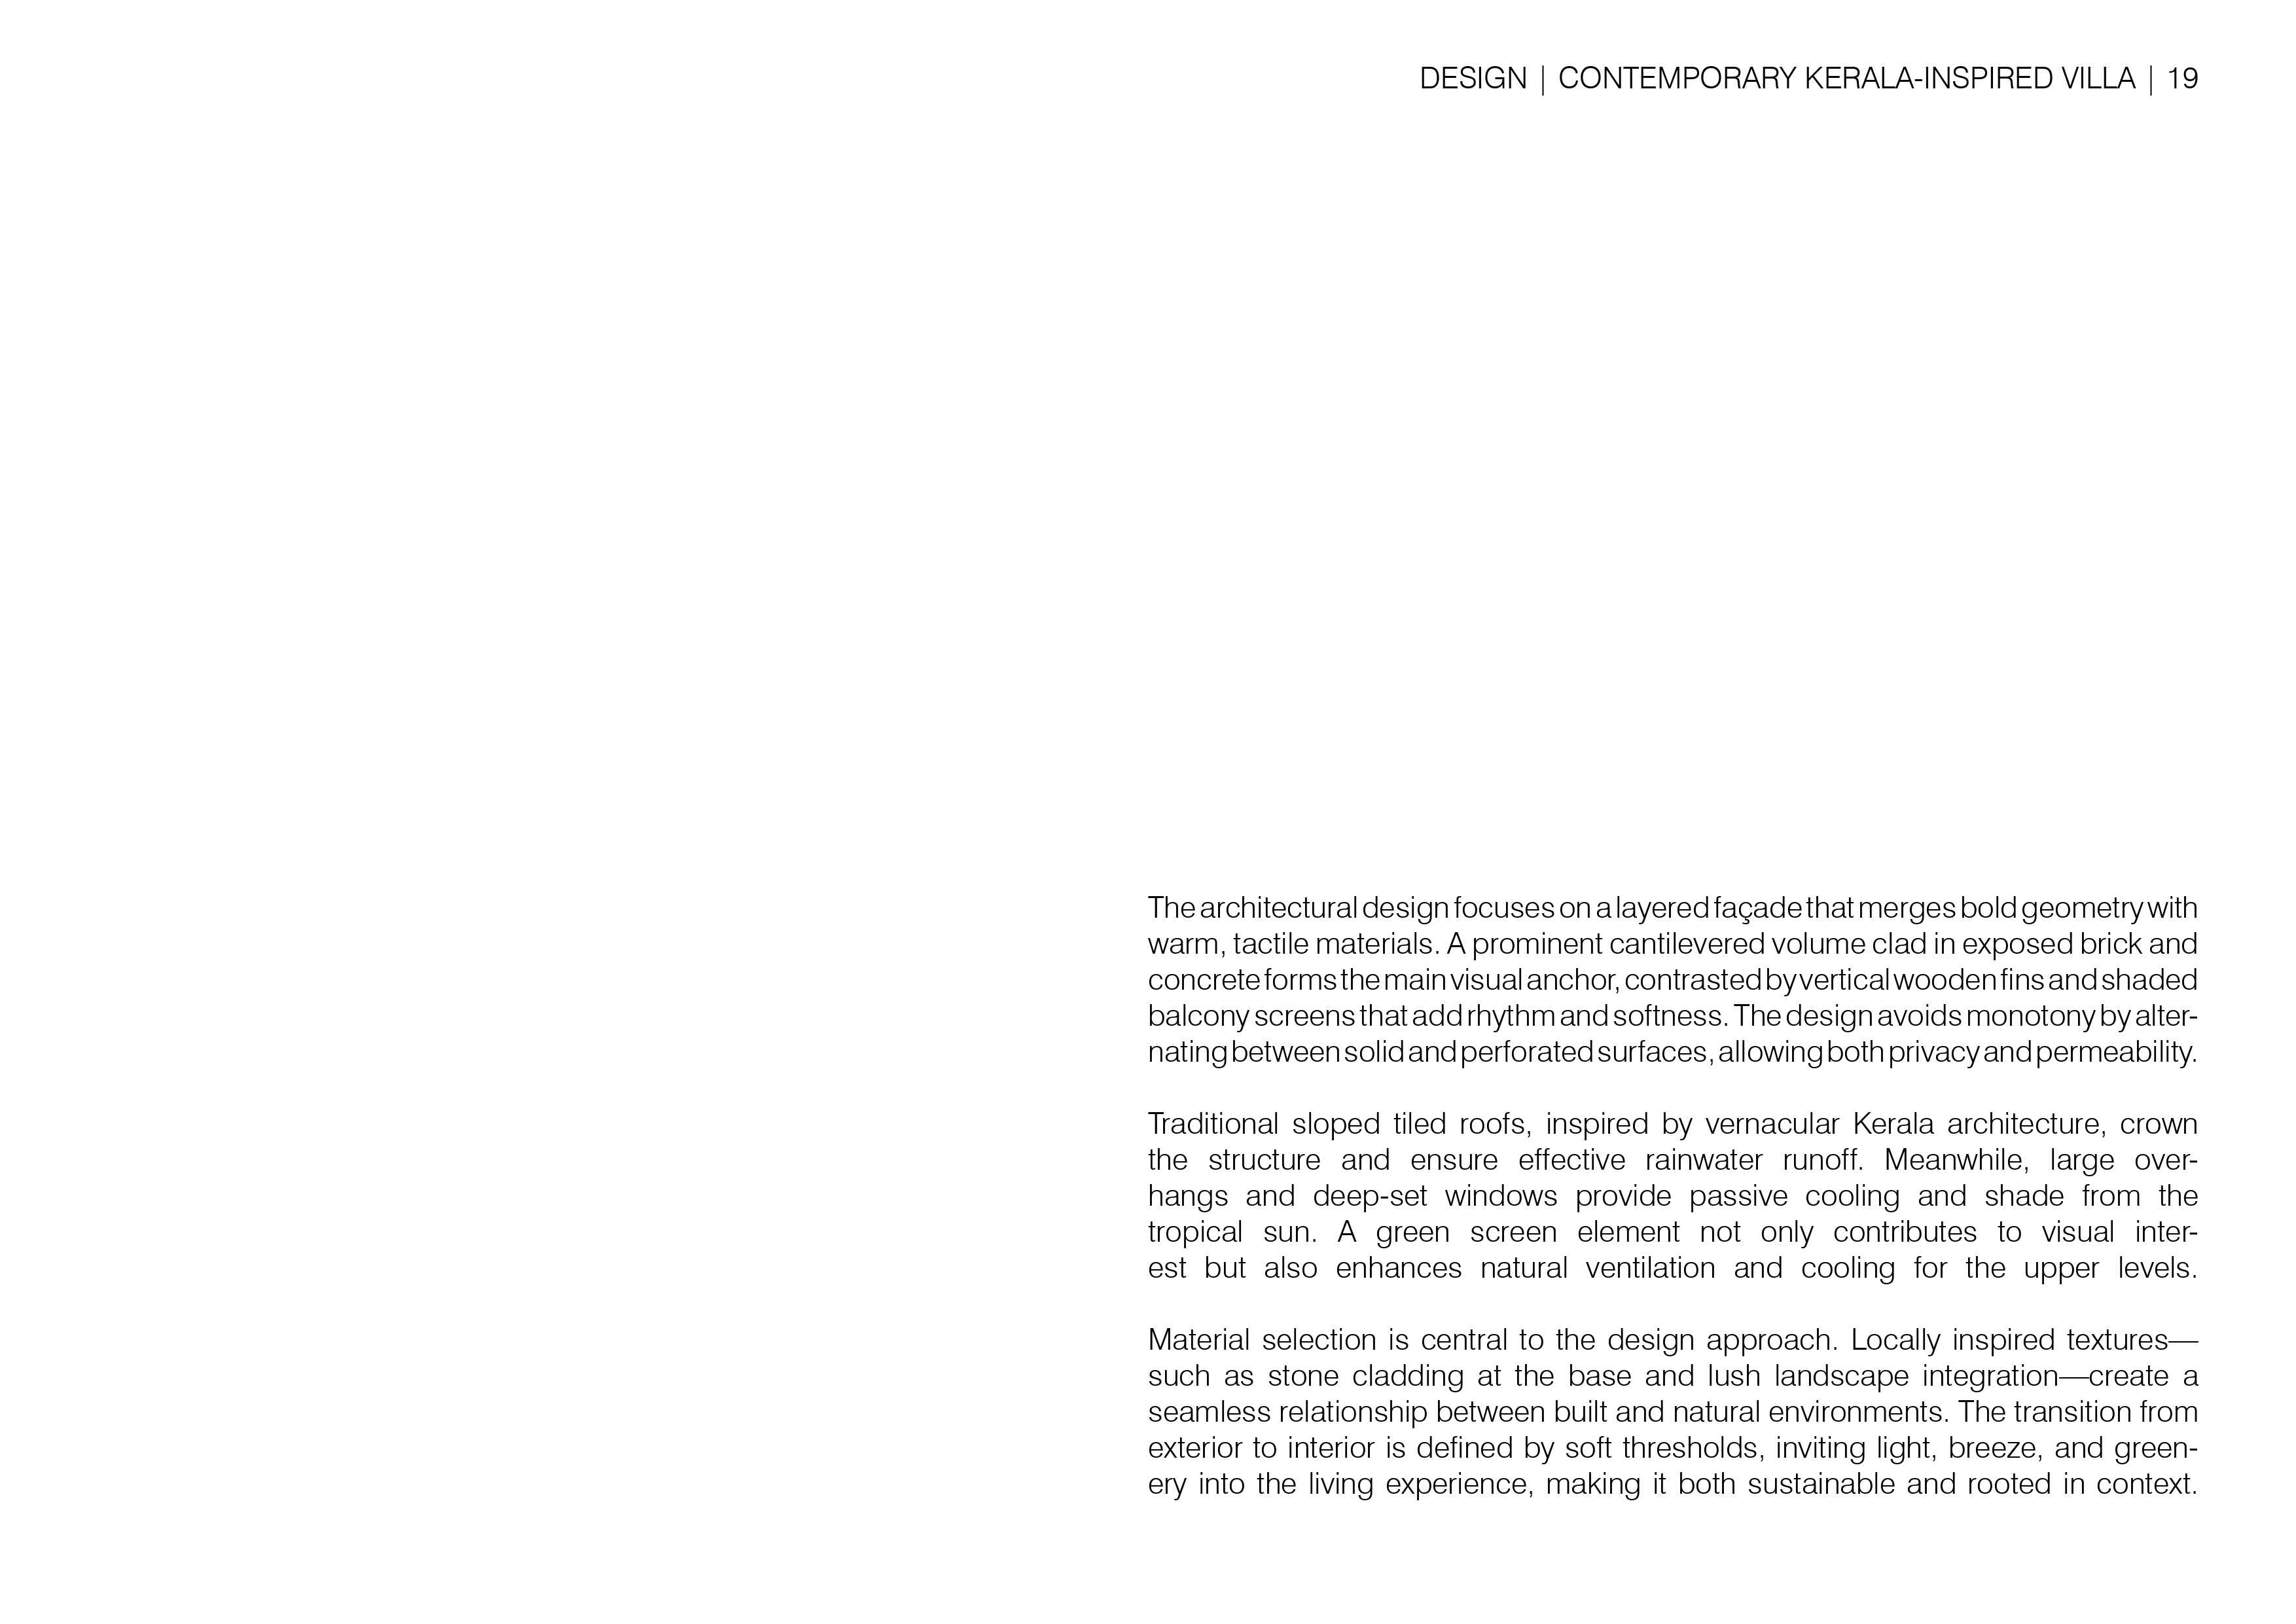 DESIGN | CONTEMPORARY KERALA-INSPIRED VILLA | 19
The architectural design focuses on a layered façade that merges bold geometry with
warm, tactile materials. A prominent cantilevered volume clad in exposed brick and
concrete forms the main visual anchor, contrasted by vertical wooden fins and shaded
balcony screens that add rhythm and softness. The design avoids monotony by alter-
nating between solid and perforated surfaces, allowing both privacy and permeability.
Traditional sloped tiled roofs, inspired by vernacular Kerala architecture, crown
the structure and ensure effective rainwater runoff. Meanwhile, large over-
hangs and deep-set windows provide passive cooling and shade from the
tropical sun. A green screen element not only contributes to visual inter-
est but also enhances natural ventilation and cooling for the upper levels.
Material selection is central to the design approach. Locally inspired textures—
such as stone cladding at the base and lush landscape integration—create a
seamless relationship between built and natural environments. The transition from
exterior to interior is defined by soft thresholds, inviting light, breeze, and green-
ery into the living experience, making it both sustainable and rooted in context.